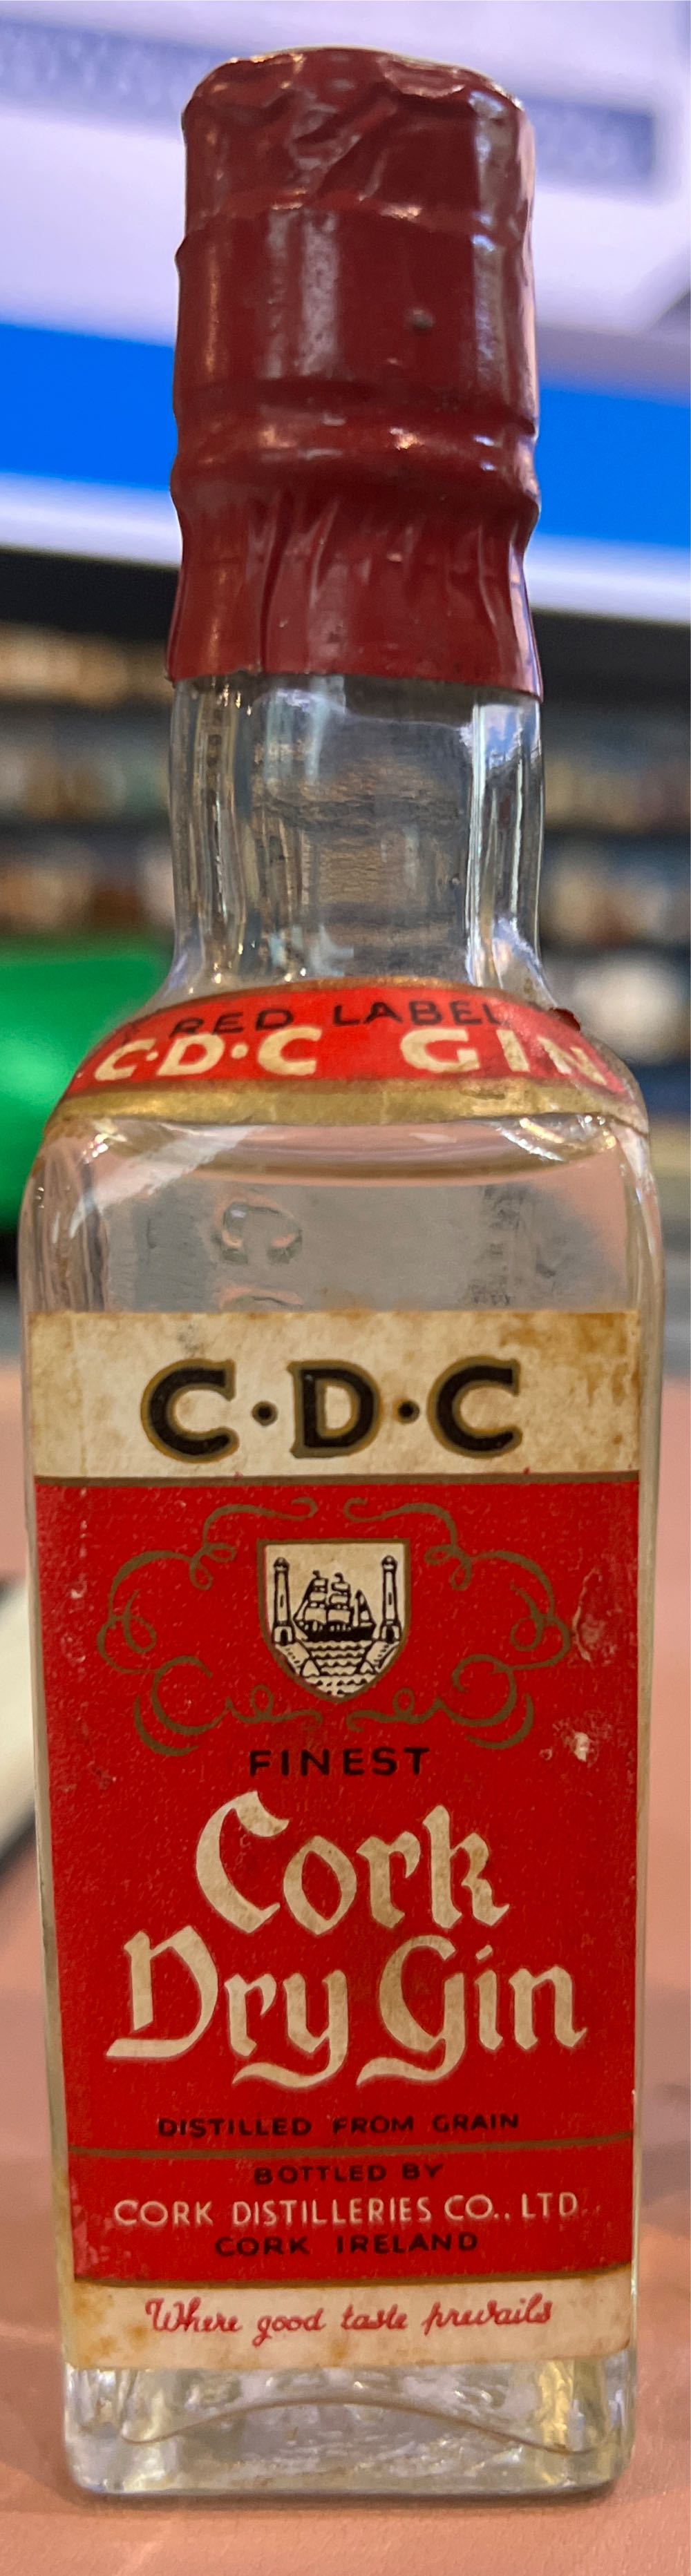 RED LABEL
C·D·C GIN
C·D·C
FINEST
Cork
Dry Gin
DISTILLED FROM GRAIN
BOTTLED BY
CORK DISTILLERIES CO., LTD.
CORK IRELAND
Where good taste prevails